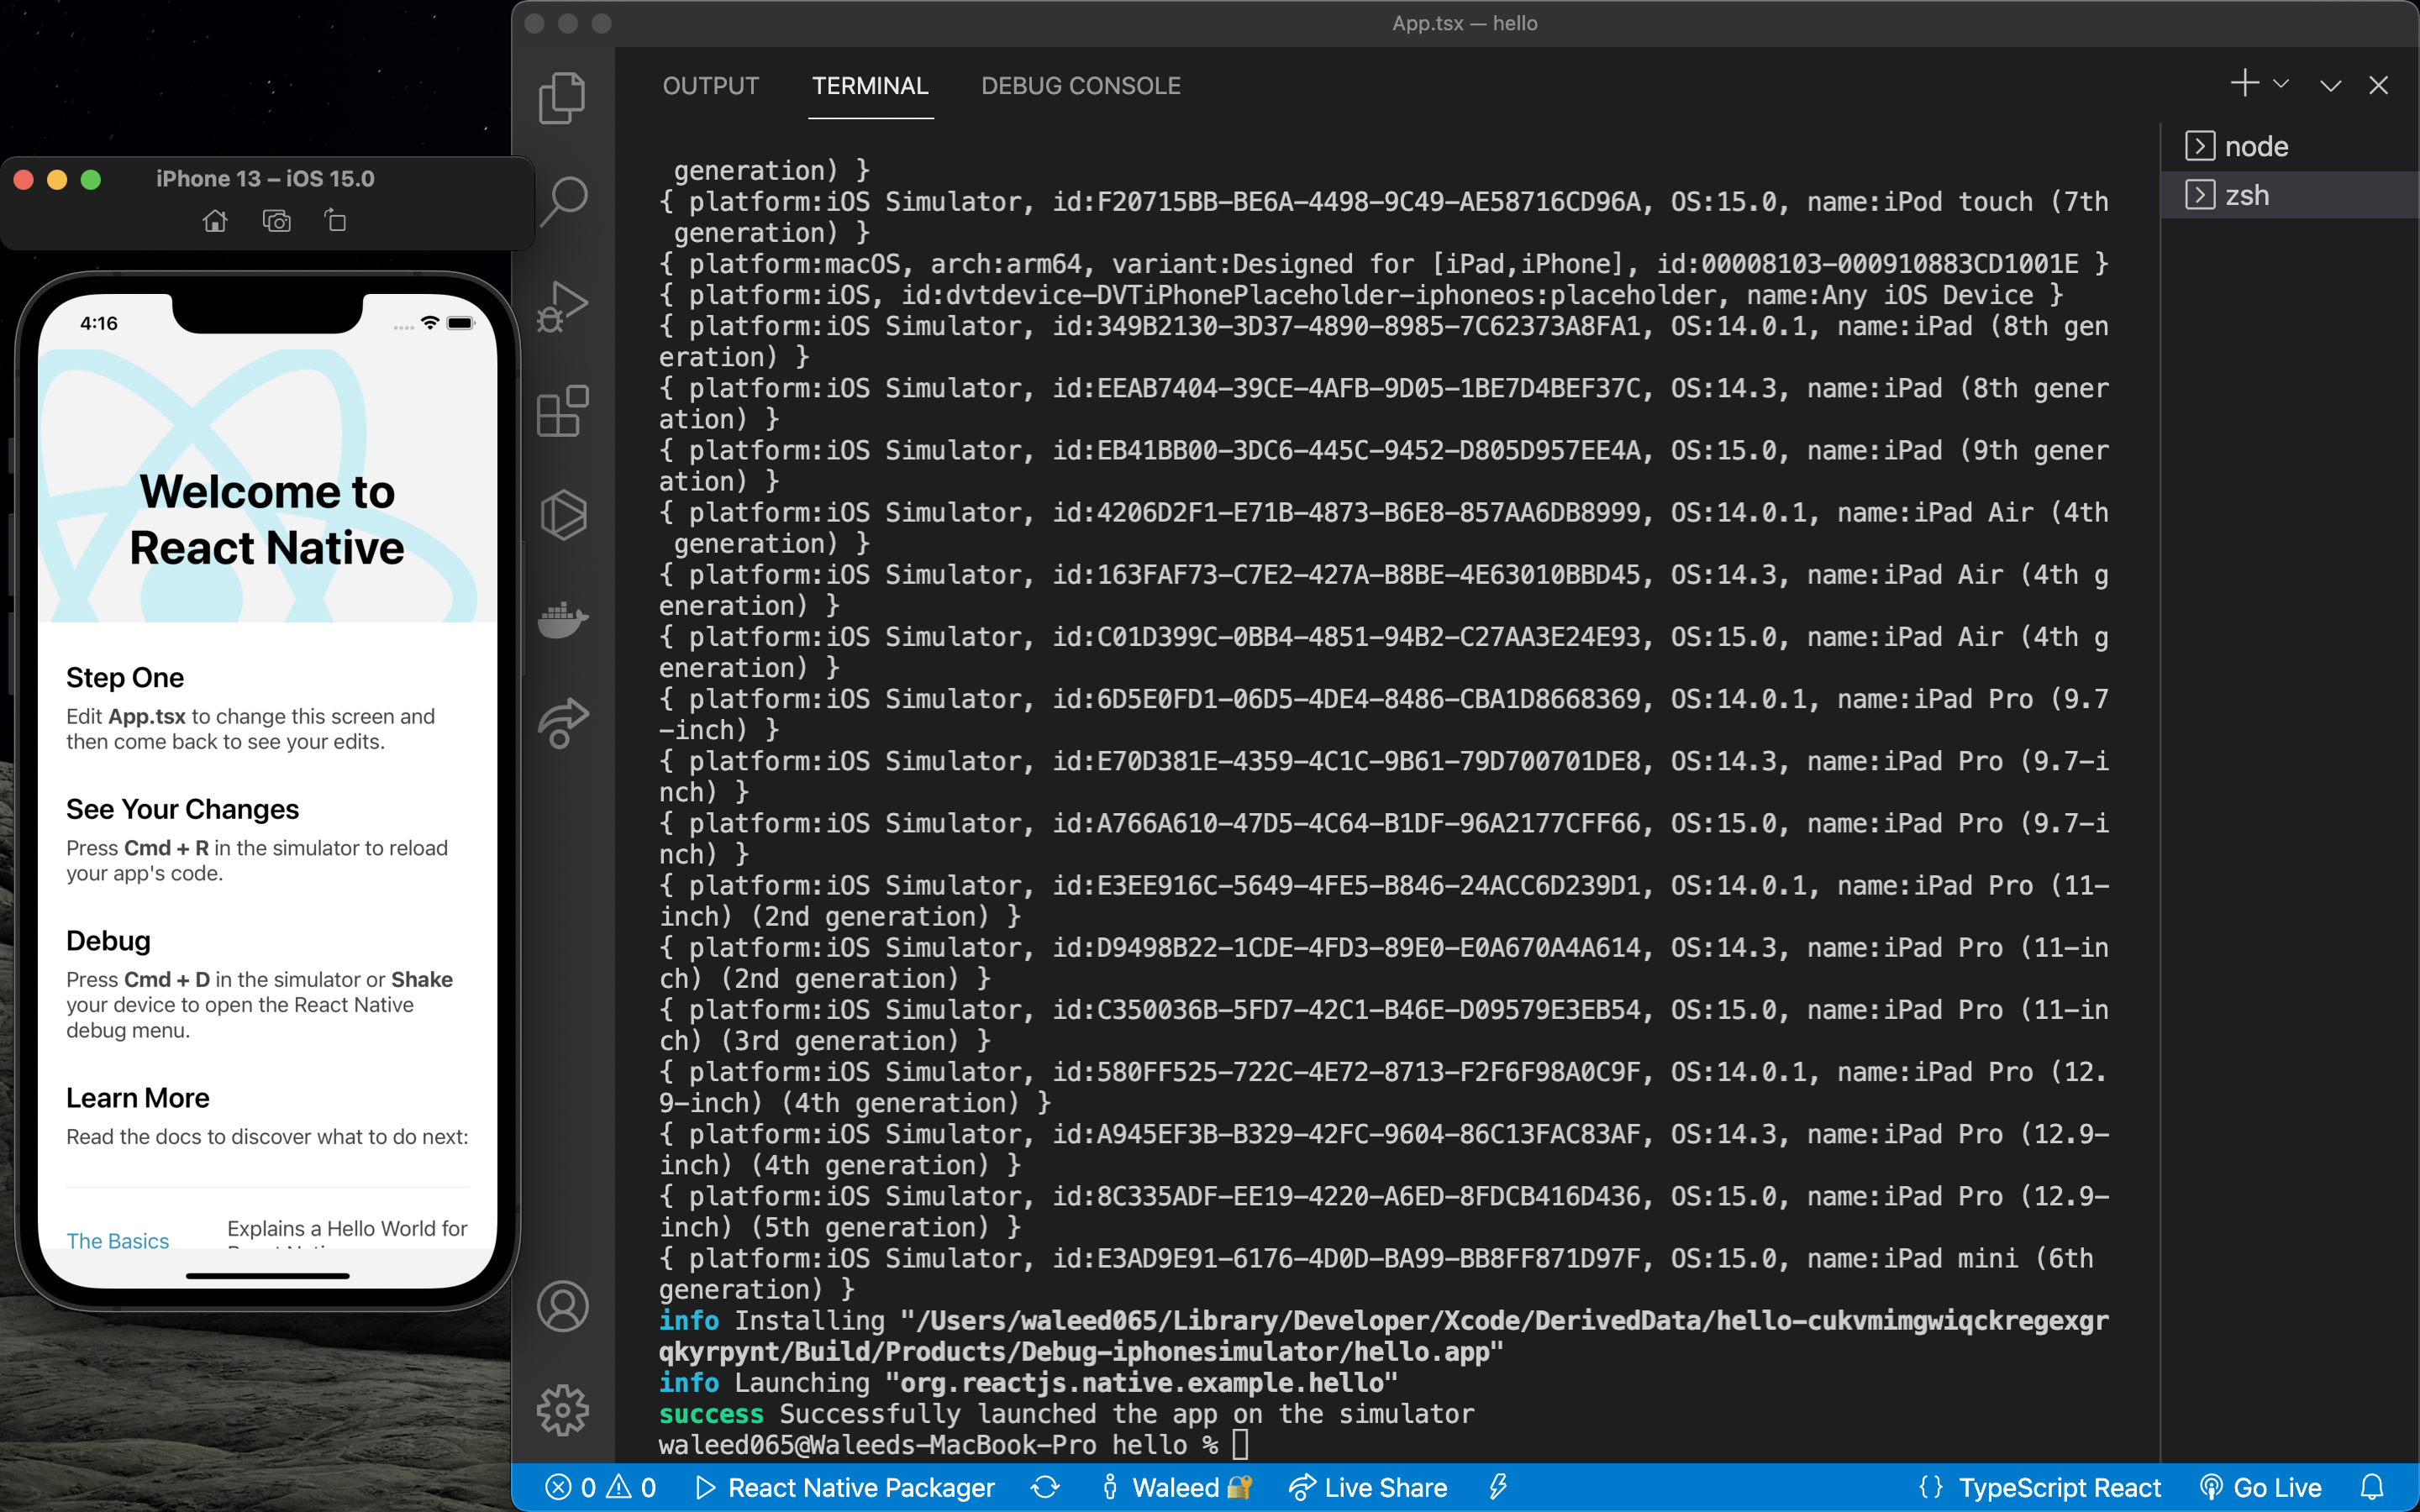 App.tsx — hello
OUTPUT TERMINAL DEBUG CONSOLE
node
zsh
generation) }
{ platform:iOS Simulator, id:F20715BB-BE6A-4498-9C49-AE58716CD96A, OS:15.0, name:iPod touch (7th
generation) }
{ platform:macOS, arch:arm64, variant:Designed for [iPad,iPhone], id:00008103-000910883CD1001E }
{ platform:iOS, id:dvtdevice-DVTiPhonePlaceholder-iphoneos:placeholder, name:Any iOS Device }
{ platform:iOS Simulator, id:349B2130-3D37-4890-8985-7C62373A8FA1, OS:14.0.1, name:iPad (8th gen
eration) }
{ platform:iOS Simulator, id:EEAB7404-39CE-4AFB-9D05-1BE7D4BEF37C, OS:14.3, name:iPad (8th gener
ation) }
{ platform:iOS Simulator, id:EB41BB00-3DC6-445C-9452-D805D957EE4A, OS:15.0, name:iPad (9th gener
ation) }
{ platform:iOS Simulator, id:4206D2F1-E71B-4873-B6E8-857AA6DB8999, OS:14.0.1, name:iPad Air (4th
generation) }
{ platform:iOS Simulator, id:163FAF73-C7E2-427A-B8BE-4E63010BBD45, OS:14.3, name:iPad Air (4th g
eneration) }
{ platform:iOS Simulator, id:C01D399C-0BB4-4851-94B2-C27AA3E24E93, OS:15.0, name:iPad Air (4th g
eneration) }
{ platform:iOS Simulator, id:6D5E0FD1-06D5-4DE4-8486-CBA1D8668369, OS:14.0.1, name:iPad Pro (9.7
-inch) }
{ platform:iOS Simulator, id:E70D381E-4359-4C1C-9B61-79D700701DE8, OS:14.3, name:iPad Pro (9.7-i
nch) }
{ platform:iOS Simulator, id:A766A610-47D5-4C64-B1DF-96A2177CFF66, OS:15.0, name:iPad Pro (9.7-i
nch) }
{ platform:iOS Simulator, id:E3EE916C-5649-4FE5-B846-24ACC6D239D1, OS:14.0.1, name:iPad Pro (11-
inch) (2nd generation) }
{ platform:iOS Simulator, id:D9498B22-1CDE-4FD3-89E0-E0A670A4A614, OS:14.3, name:iPad Pro (11-in
ch) (2nd generation) }
{ platform:iOS Simulator, id:C350036B-5FD7-42C1-B46E-D09579E3EB54, OS:15.0, name:iPad Pro (11-in
ch) (3rd generation) }
{ platform:iOS Simulator, id:580FF525-722C-4E72-8713-F2F6F98A0C9F, OS:14.0.1, name:iPad Pro (12.
9-inch) (4th generation) }
{ platform:iOS Simulator, id:A945EF3B-B329-42FC-9604-86C13FAC83AF, OS:14.3, name:iPad Pro (12.9-
inch) (4th generation) }
{ platform:iOS Simulator, id:8C335ADF-EE19-4220-A6ED-8FDCB416D436, OS:15.0, name:iPad Pro (12.9-
inch) (5th generation) }
{ platform:iOS Simulator, id:E3AD9E91-6176-4D0D-BA99-BB8FF871D97F, OS:15.0, name:iPad mini (6th
generation) }
info Installing "/Users/waleed065/Library/Developer/Xcode/DerivedData/hello-cukvmimgwiqckregexgr
qkyrpynt/Build/Products/Debug-iphonesimulator/hello.app"
info Launching "org.reactjs.native.example.hello"
success Successfully launched the app on the simulator
waleed065@Waleeds-MacBook-Pro hello %
0 0 React Native Packager Waleed Live Share {} TypeScript React Go Live
iPhone 13 – iOS 15.0
4:16
Welcome to
React Native
Step One
Edit App.tsx to change this screen and
then come back to see your edits.
See Your Changes
Press Cmd + R in the simulator to reload
your app's code.
Debug
Press Cmd + D in the simulator or Shake
your device to open the React Native
debug menu.
Learn More
Read the docs to discover what to do next:
The Basics
Explains a Hello World for